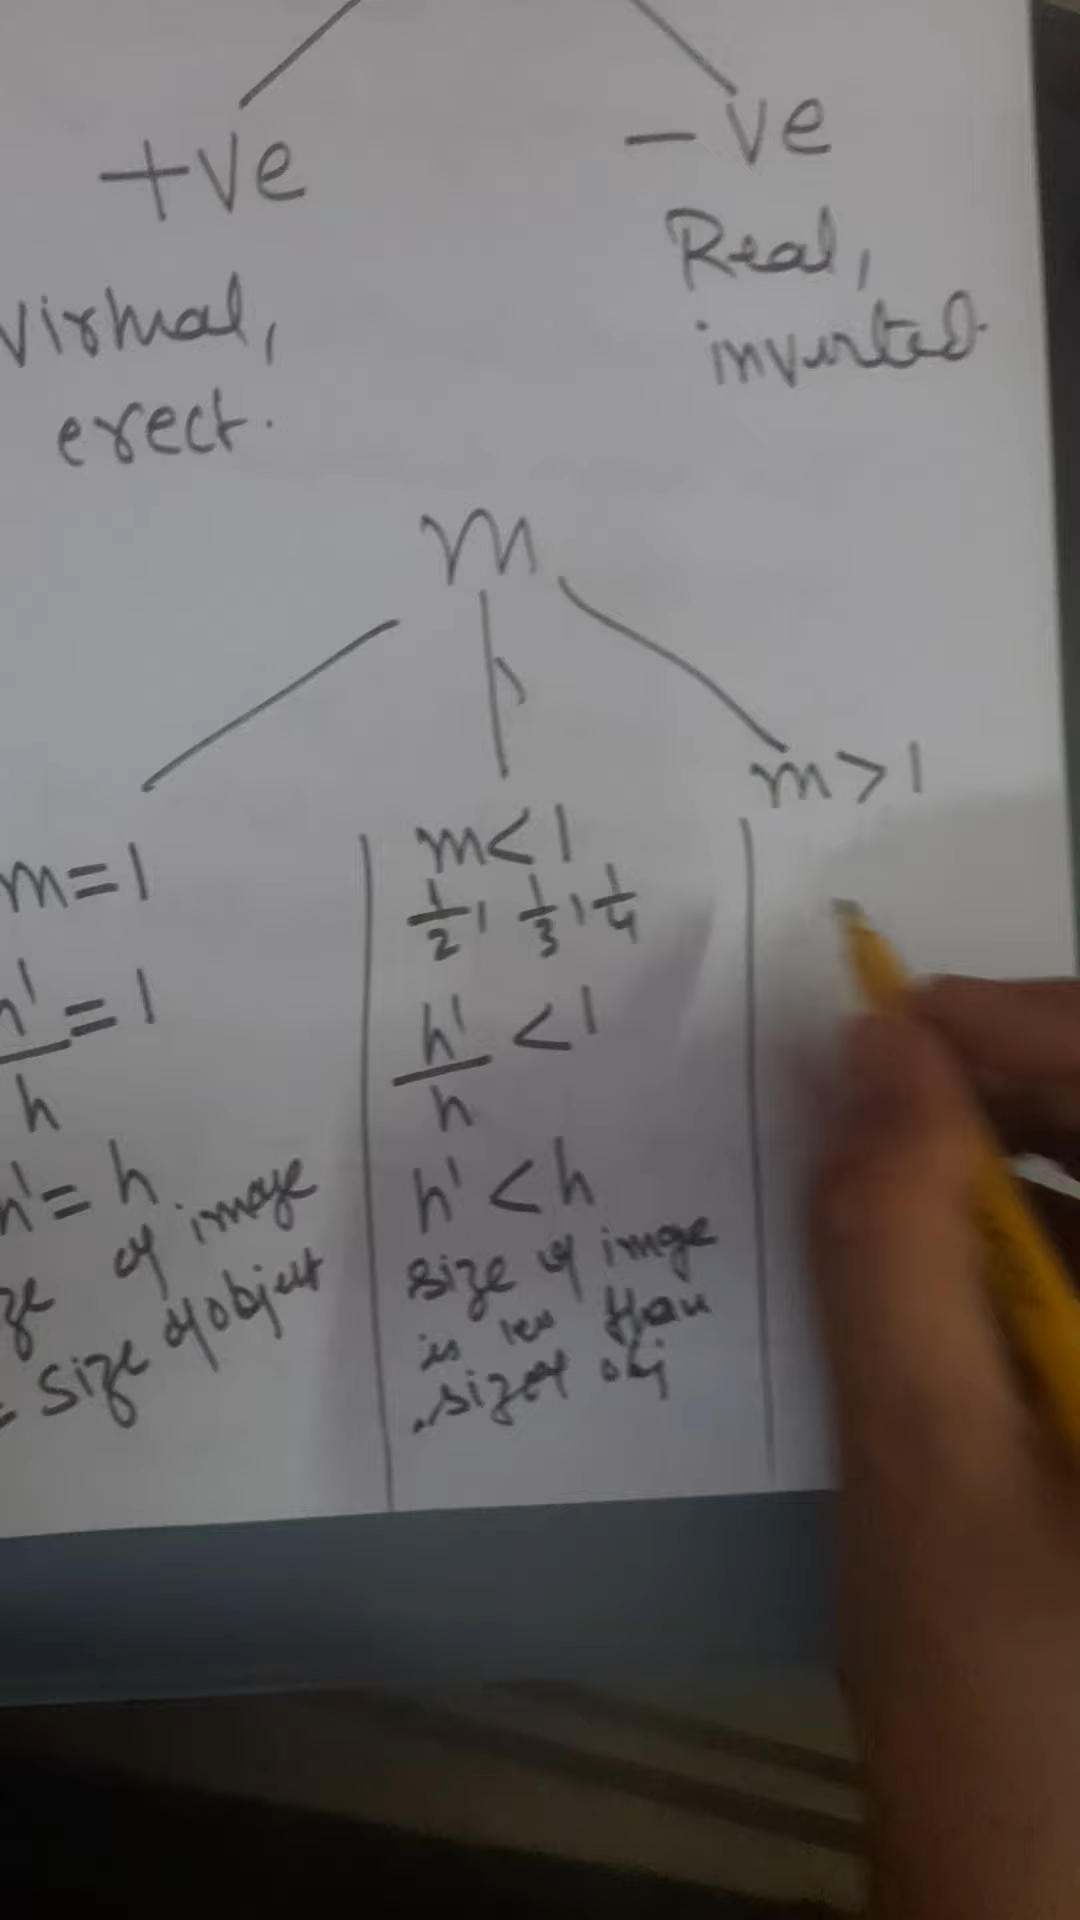 +ve
-ve
virtual,
erect.
Real,
inverted
m
m=1
h'/h =1
h'= h
of image
= size of object
m<1
1/2, 1/3, 1/4
h'/h <1
h' < h
size of image
is less than
size of obj
m>1